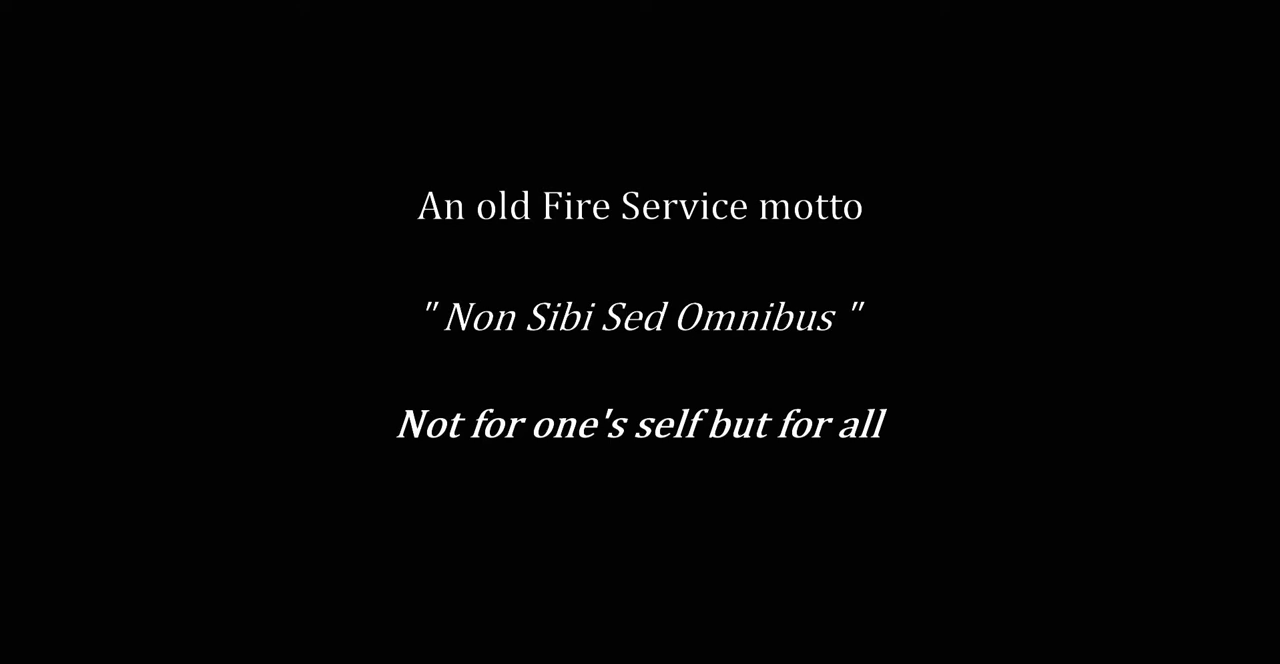 An old Fire Service motto
" Non Sibi Sed Omnibus "
Not for one's self but for all